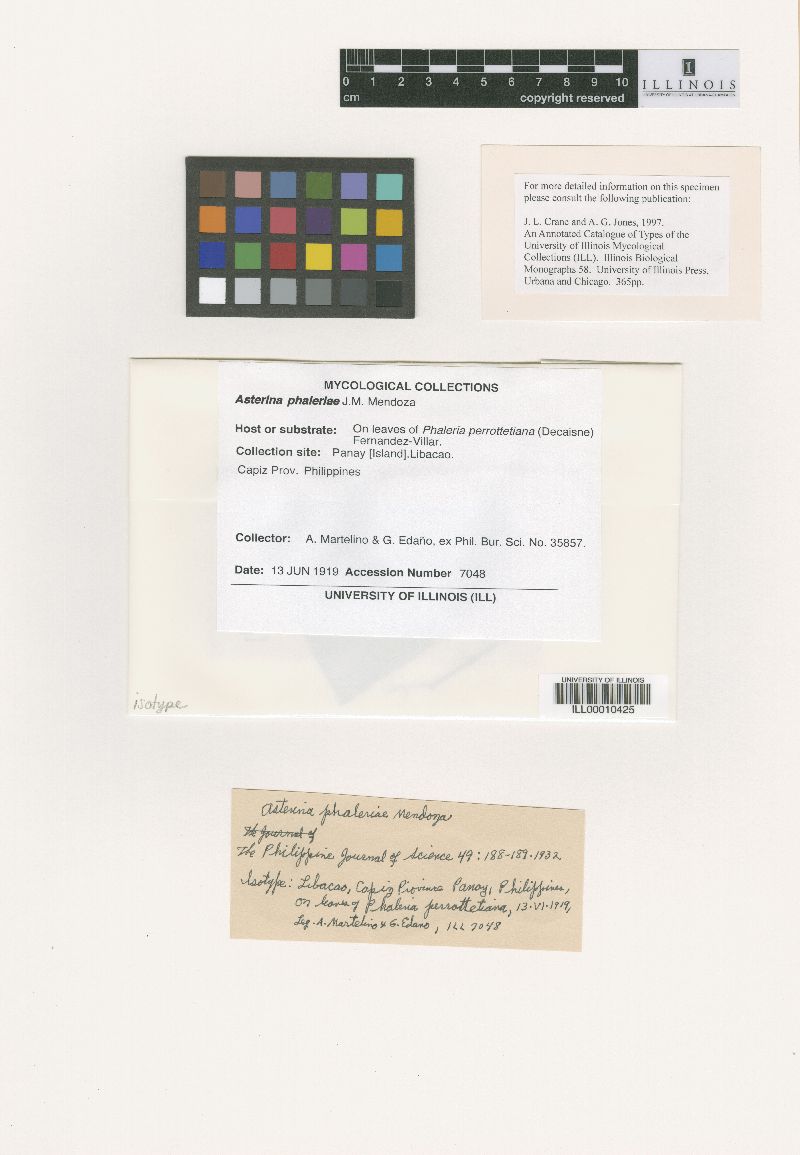 0 1 2 3 4 5 6 7 8 9 10
cm
copyright reserved
I
ILLINOIS
For more detailed information on this specimen
please consult the following publication:
J. L. Crane and A. G. Jones, 1997.
An Annotated Catalogue of Types of the
University of Illinois Mycological
Collections (ILL). Illinois Biological
Monographs 58. University of Illinois Press,
Urbana and Chicago. 365pp.
MYCOLOGICAL COLLECTIONS
Asterina phaleriae J.M. Mendoza
Host or substrate: On leaves of Phaleria perrottetiana (Decaisne)
Fernandez-Villar.
Collection site: Panay [Island].Libacao.
Capiz Prov. Philippines
Collector: A. Martelino & G. Edaño, ex Phil. Bur. Sci. No. 35857.
Date: 13 JUN 1919 Accession Number 7048
UNIVERSITY OF ILLINOIS (ILL)
isotype
UNIVERSITY OF ILLINOIS
ILL00010425
Asterina phaleriae Mendoza
The Journal of
The Philippine Journal of Science 49: 188-189. 1932
Isotype: Libacao, Capiz Province Panay, Philippines,
on leaves of Phaleria perrottetiana, 13.VI.1919,
Leg. A. Martelino & G. Edano, ILL 7048